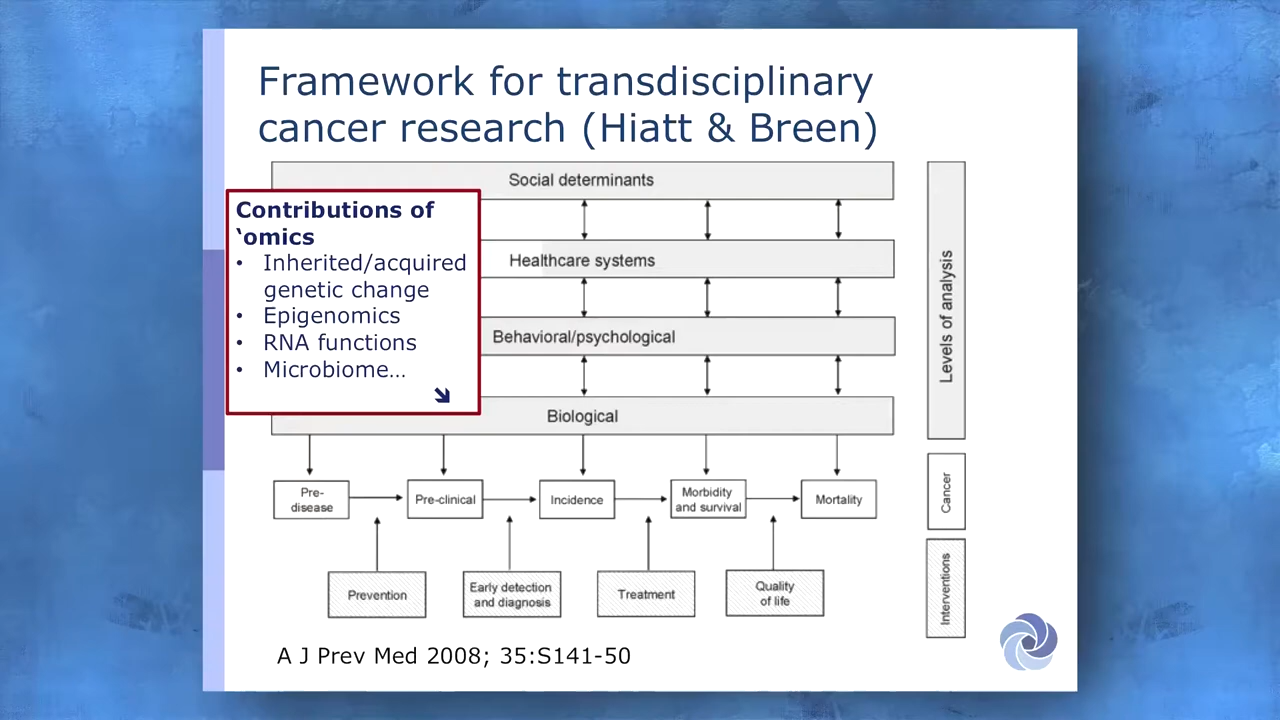 Framework for transdisciplinary
cancer research (Hiatt & Breen)
Social determinants
Contributions of
‘omics
• Inherited/acquired
genetic change
• Epigenomics
• RNA functions
• Microbiome…
Healthcare systems
Behavioral/psychological
Biological
Levels of analysis
Pre-
disease
Pre-clinical
Incidence
Morbidity
and survival
Mortality
Cancer
Prevention
Early detection
and diagnosis
Treatment
Quality
of life
Interventions
A J Prev Med 2008; 35:S141-50